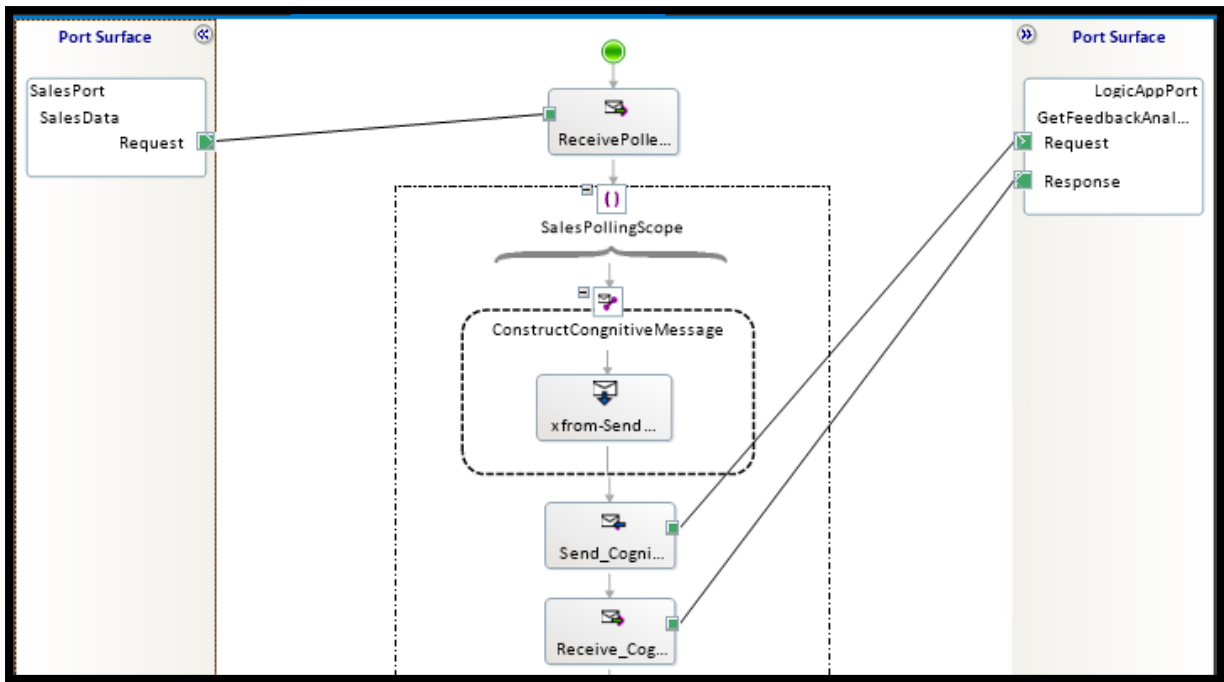 Port Surface
SalesPort
SalesData
Request
ReceivePolle...
SalesPollingScope
ConstructCongnitiveMessage
xfrom-Send...
Send_Cogni...
Receive_Cog...
Port Surface
LogicAppPort
GetFeedbackAnal...
Request
Response